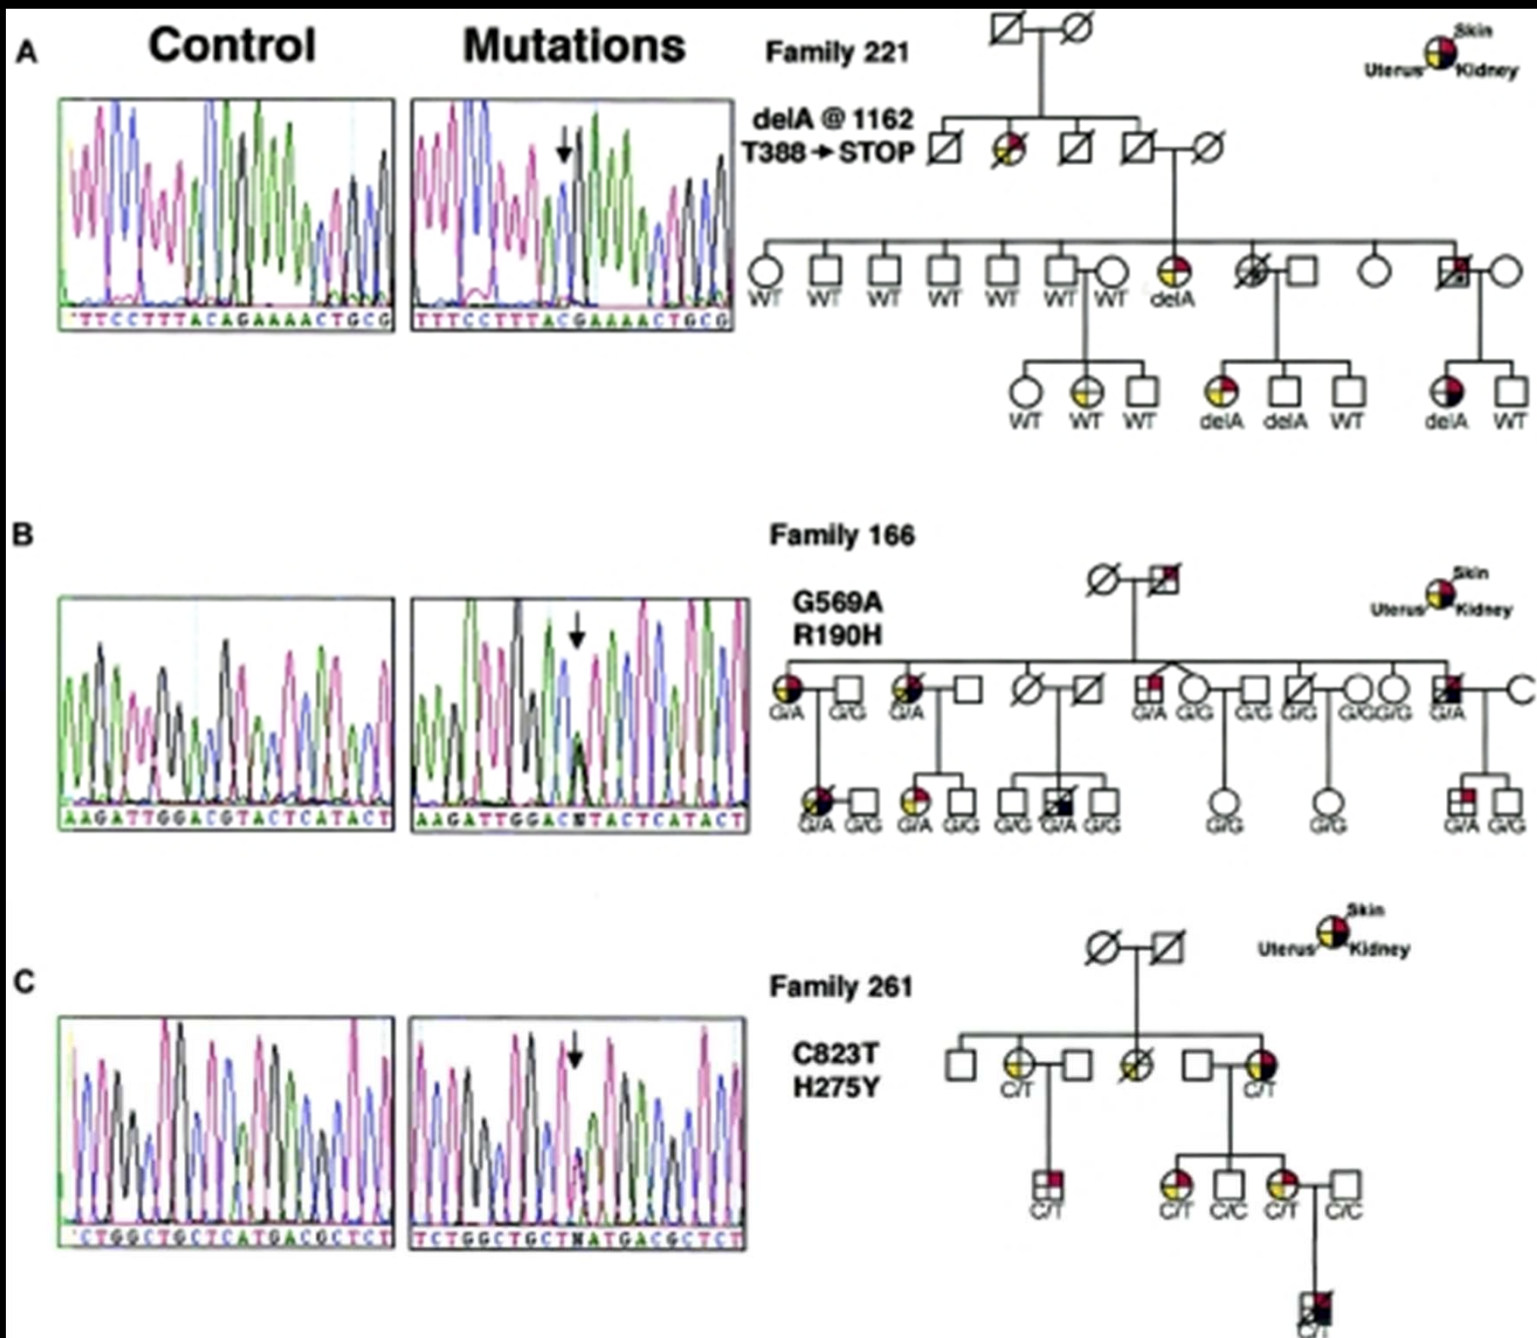 A
Control
Mutations
Family 221
Skin
Uterus
Kidney
delA @ 1162
T388 → STOP
TTCCTTTACAGAAAACTGCG
TTTCCTTTACGAAAACTGCG
WT WT WT WT WT WT WT delA
WT WT WT delA delA WT delA WT
B
Family 166
G569A
R190H
Skin
Uterus
Kidney
AAGATTGGACGTACTCATACT
AAGATTGGACNTACTCATACT
G/A G/G G/A G/A G/G G/G G/G G/G G/G G/A
G/A G/G G/A G/G G/G G/A G/G G/G G/G G/A G/G
C
Family 261
C823T
H275Y
Skin
Uterus
Kidney
CTGGCTGCTCATGACGCTCT
TCTGGCTGCTNATGACGCTCT
C/T C/T
C/T C/T C/C C/T C/C
C/T